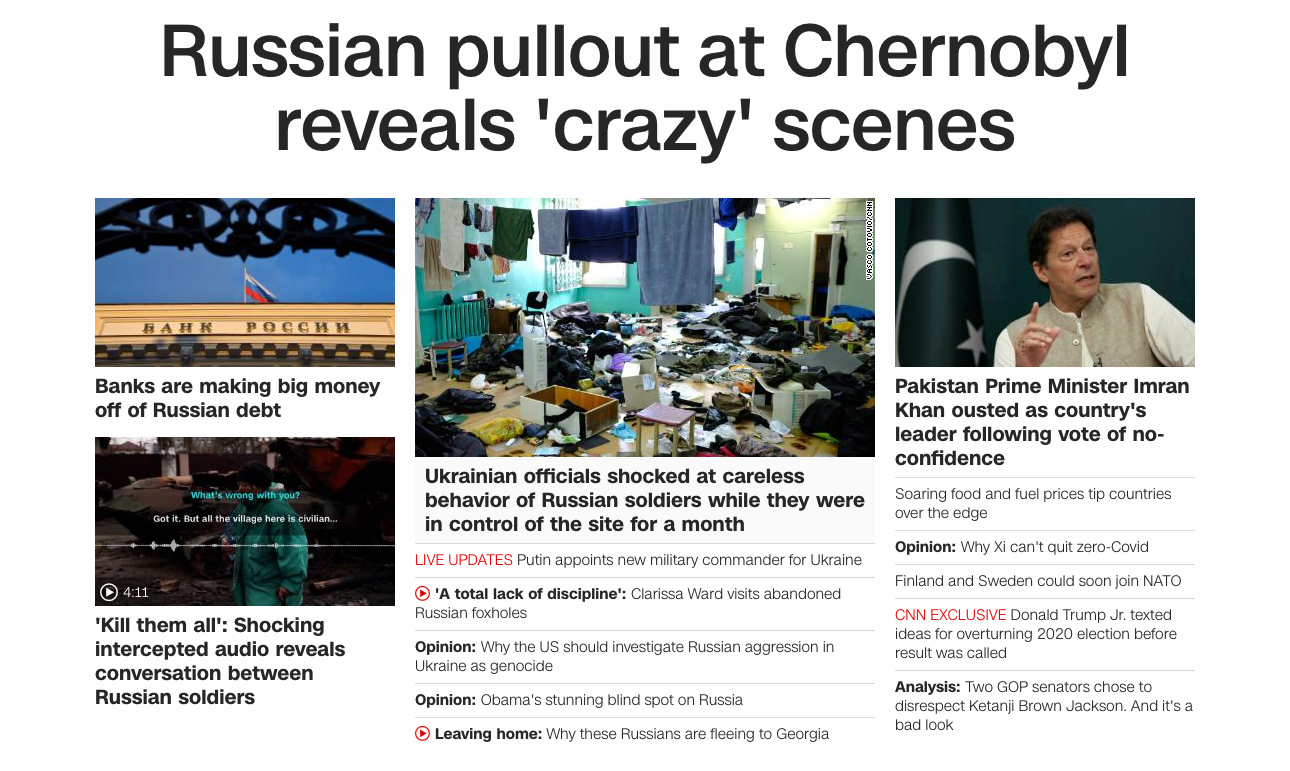 Russian pullout at Chernobyl
reveals 'crazy' scenes
БАНК РОССИИ
Banks are making big money
off of Russian debt
What's wrong with you?
Got it. But all the village here is civilian...
4:11
'Kill them all': Shocking
intercepted audio reveals
conversation between
Russian soldiers
VASCO COTOVIO/CNN
Ukrainian officials shocked at careless
behavior of Russian soldiers while they were
in control of the site for a month
LIVE UPDATES Putin appoints new military commander for Ukraine
'A total lack of discipline': Clarissa Ward visits abandoned
Russian foxholes
Opinion: Why the US should investigate Russian aggression in
Ukraine as genocide
Opinion: Obama's stunning blind spot on Russia
Leaving home: Why these Russians are fleeing to Georgia
Pakistan Prime Minister Imran
Khan ousted as country's
leader following vote of no-
confidence
Soaring food and fuel prices tip countries
over the edge
Opinion: Why Xi can't quit zero-Covid
Finland and Sweden could soon join NATO
CNN EXCLUSIVE Donald Trump Jr. texted
ideas for overturning 2020 election before
result was called
Analysis: Two GOP senators chose to
disrespect Ketanji Brown Jackson. And it's a
bad look